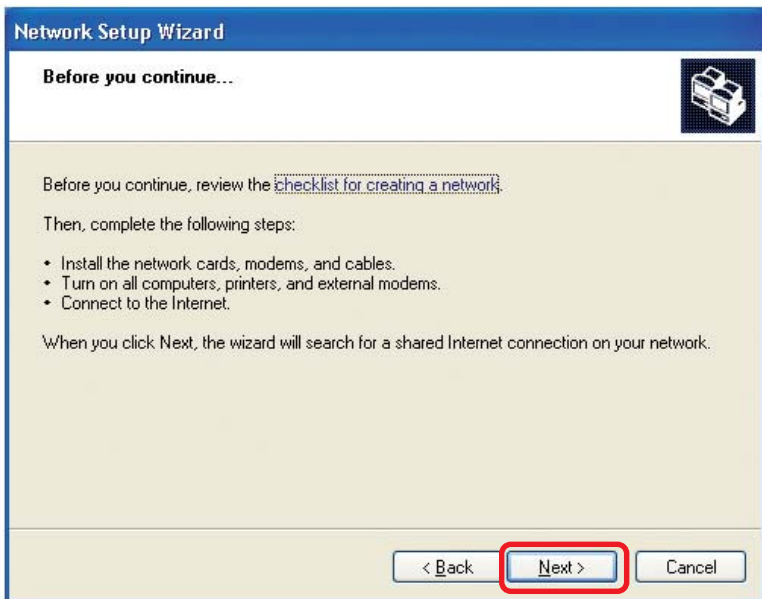 Network Setup Wizard
Before you continue...
Before you continue, review the checklist for creating a network.
Then, complete the following steps:
• Install the network cards, modems, and cables.
• Turn on all computers, printers, and external modems.
• Connect to the Internet.
When you click Next, the wizard will search for a shared Internet connection on your network.
< Back
Next >
Cancel